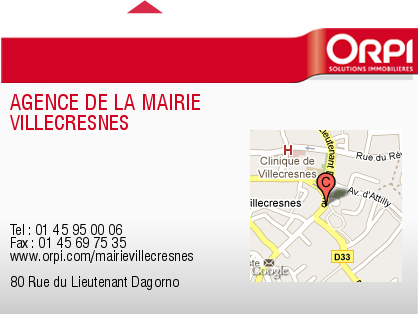 ORPI
SOLUTIONS IMMOBILIÈRES
AGENCE DE LA MAIRIE
VILLECRESNES
Tel : 01 45 95 00 06
Fax : 01 45 69 75 35
www.orpi.com/mairievillecresnes
80 Rue du Lieutenant Dagorno
H
Clinique de
Villecresnes
Lieutenant
Rue du Ré
Av. d'Attilly
C
illecresnes
D33
Google